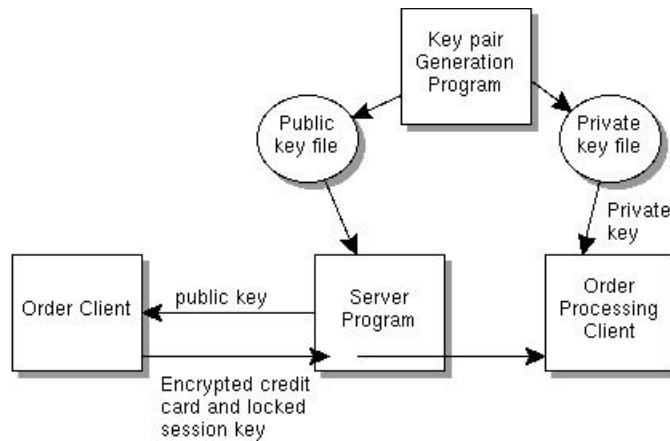 Key pair
Generation
Program
Public
key file
Private
key file
Private
key
Order Client
public key
Server
Program
Order
Processing
Client
Encrypted credit
card and locked
session key